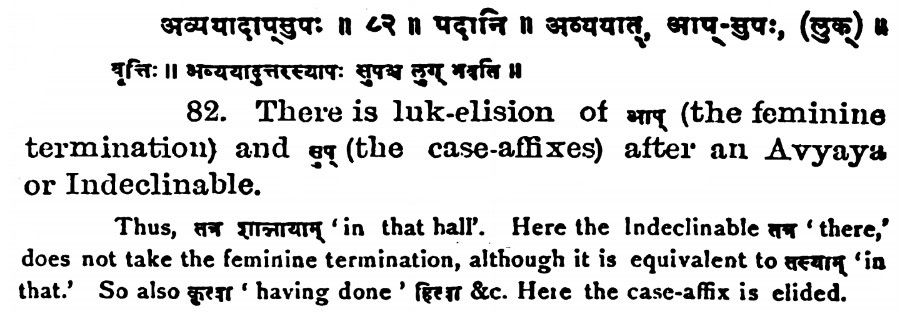 अव्ययादाप्सुपः ॥ ८२ ॥ पदानि ॥ अव्ययात्, आप्-सुपः, (लुक्) ॥
वृत्तिः ॥ अव्ययादुत्तरस्यापः सुपश्च लुग् भवति ॥
82. There is luk-elision of आप् (the feminine
termination) and सुप् (the case-affixes) after an Avyaya
or Indeclinable.
Thus, तत्र शालायाम् 'in that hall'. Here the Indeclinable तत्र 'there,'
does not take the feminine termination, although it is equivalent to तस्याम् 'in
that.' So also कृत्वा 'having done' हित्वा &c. Here the case-affix is elided.